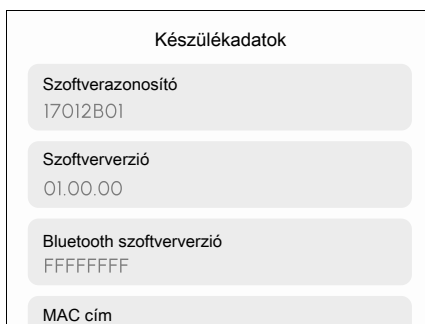 Készülékadatok
Szoftverazonosító
17012B01
Szoftververzió
01.00.00
Bluetooth szoftververzió
FFFFFFFF
MAC cím